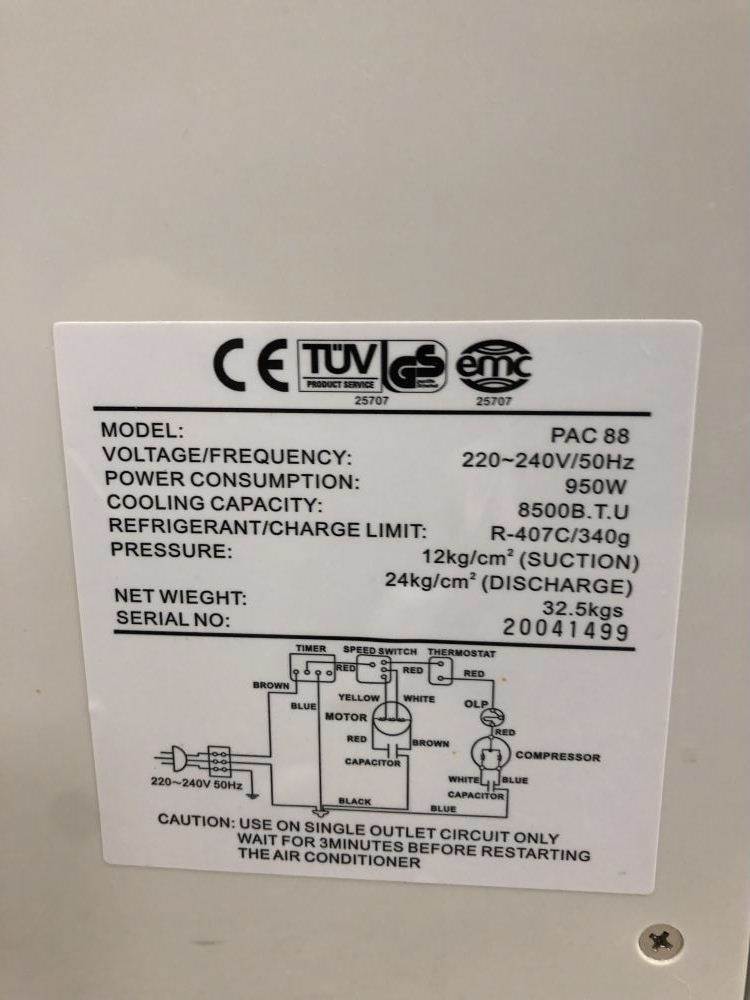 CE TÜV PRODUCT SERVICE GS emc
25707 25707
MODEL: PAC 88
VOLTAGE/FREQUENCY: 220~240V/50Hz
POWER CONSUMPTION: 950W
COOLING CAPACITY: 8500B.T.U
REFRIGERANT/CHARGE LIMIT: R-407C/340g
PRESSURE: 12kg/cm² (SUCTION)
24kg/cm² (DISCHARGE)
NET WIEGHT: 32.5kgs
SERIAL NO: 20041499
TIMER SPEED SWITCH THERMOSTAT
RED RED RED
BROWN YELLOW WHITE
BLUE MOTOR OLP
RED BROWN RED
CAPACITOR COMPRESSOR
220~240V 50Hz WHITE BLUE
CAPACITOR
BLACK BLUE
CAUTION: USE ON SINGLE OUTLET CIRCUIT ONLY
WAIT FOR 3MINUTES BEFORE RESTARTING
THE AIR CONDITIONER